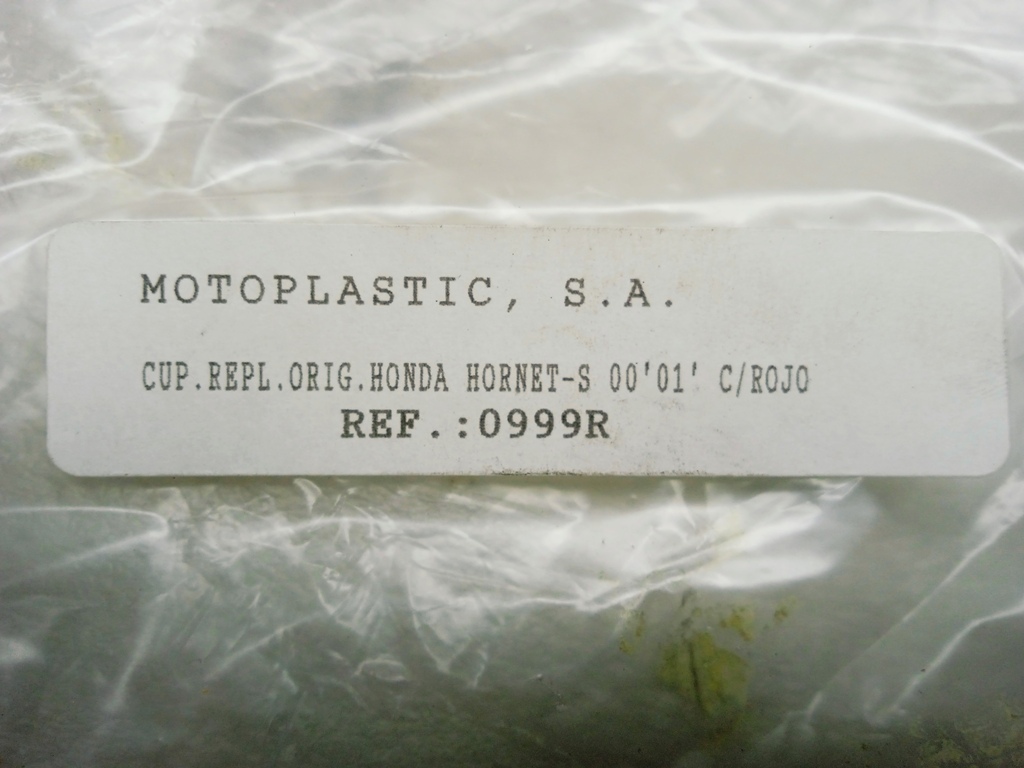 MOTOPLASTIC, S.A.
CUP.REPL.ORIG.HONDA HORNET-S 00'01' C/ROJO
REF.:0999R